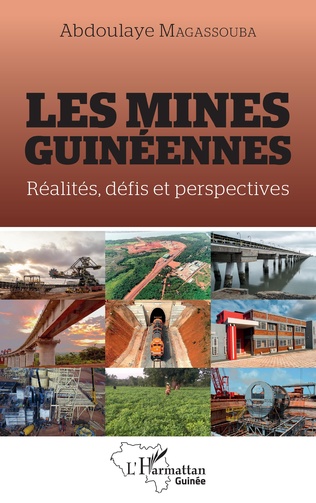 Abdoulaye MAGASSOUBA
LES MINES
GUINÉENNES
Réalités, défis et perspectives
L'Harmattan
Guinée